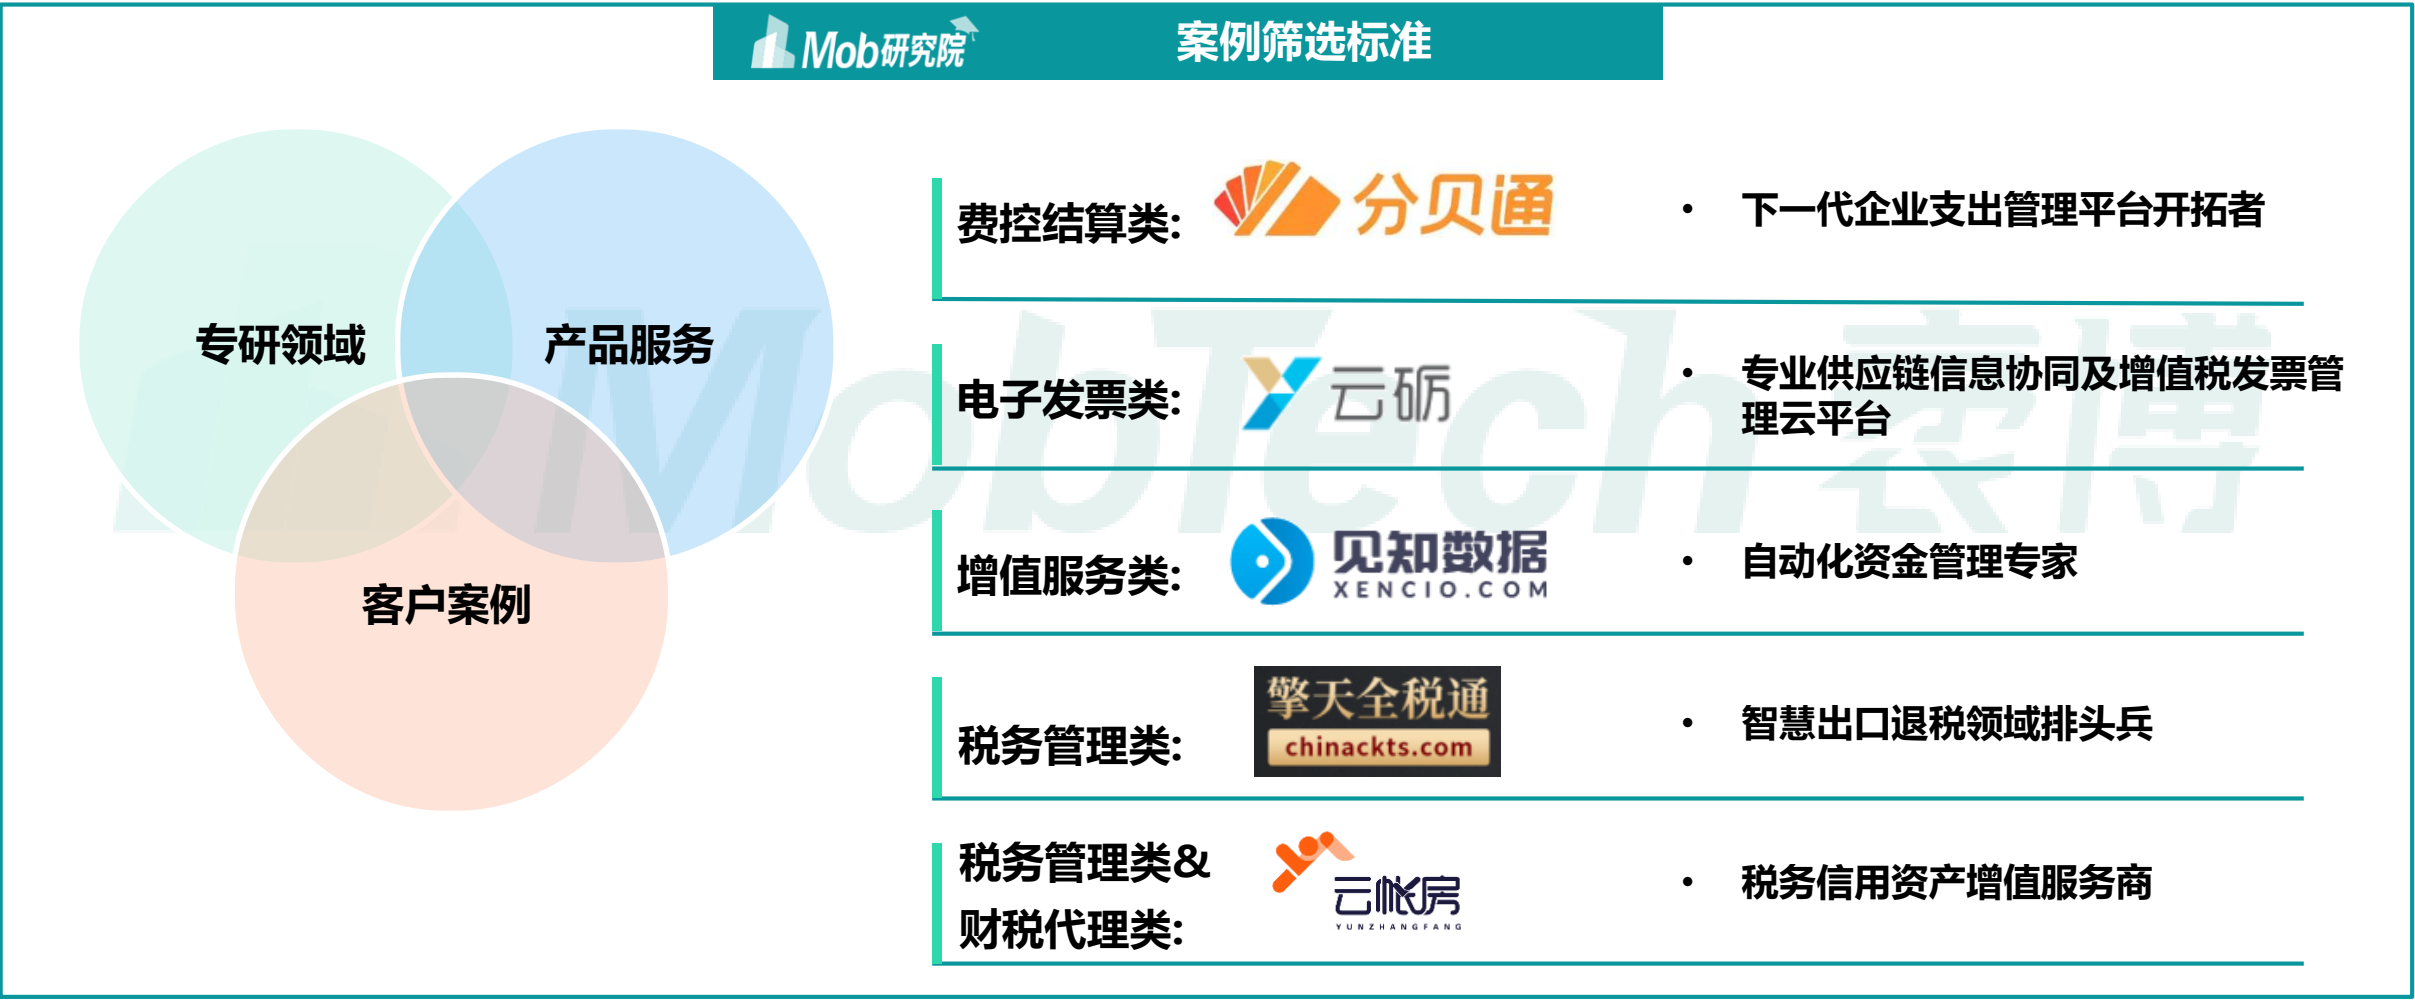 Mob研究院
案例筛选标准
专研领域
产品服务
客户案例
费控结算类:
分贝通
• 下一代企业支出管理平台开拓者
电子发票类:
云砺
• 专业供应链信息协同及增值税发票管
理云平台
增值服务类:
见知数据
XENCIO.COM
• 自动化资金管理专家
税务管理类:
擎天全税通
chinackts.com
• 智慧出口退税领域排头兵
税务管理类&
财税代理类:
云帐房
YUNZHANGFANG
• 税务信用资产增值服务商
MobTech 袤博